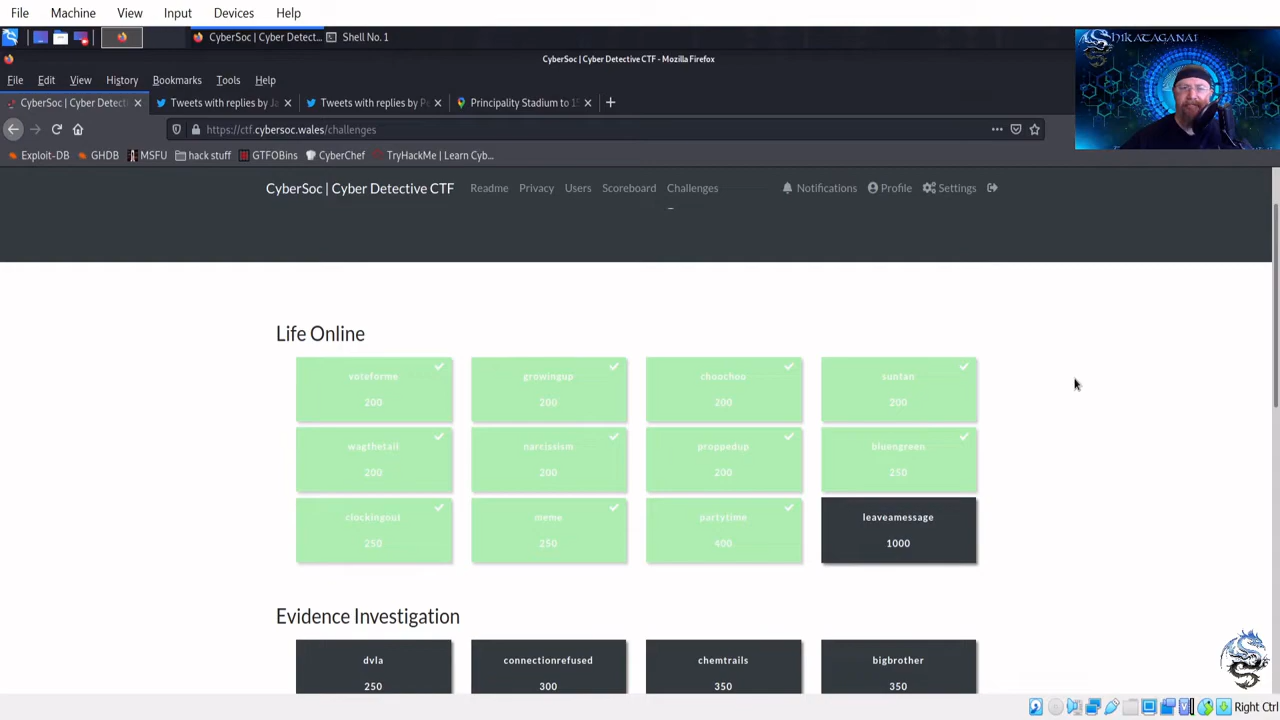 File Machine View Input Devices Help
CyberSoc | Cyber Detect... Shell No. 1
CyberSoc | Cyber Detective CTF - Mozilla Firefox
SHIKATAGANAI
File Edit View History Bookmarks Tools Help
CyberSoc | Cyber Detecti Tweets with replies by Ja Tweets with replies by Pe Principality Stadium to 15
https://ctf.cybersoc.wales/challenges
Exploit-DB GHDB MSFU hack stuff GTFOBins CyberChef TryHackMe | Learn Cyb...
CyberSoc | Cyber Detective CTF Readme Privacy Users Scoreboard Challenges Notifications Profile Settings
Life Online
voteforme growingup choochoo suntan
200 200 200 200
wagthetail narcissism proppedup bluengreen
200 200 200 250
clockingout meme partytime leaveamessage
250 250 400 1000
Evidence Investigation
dvla connectionrefused chemtrails bigbrother
250 300 350 350
Right Ctrl